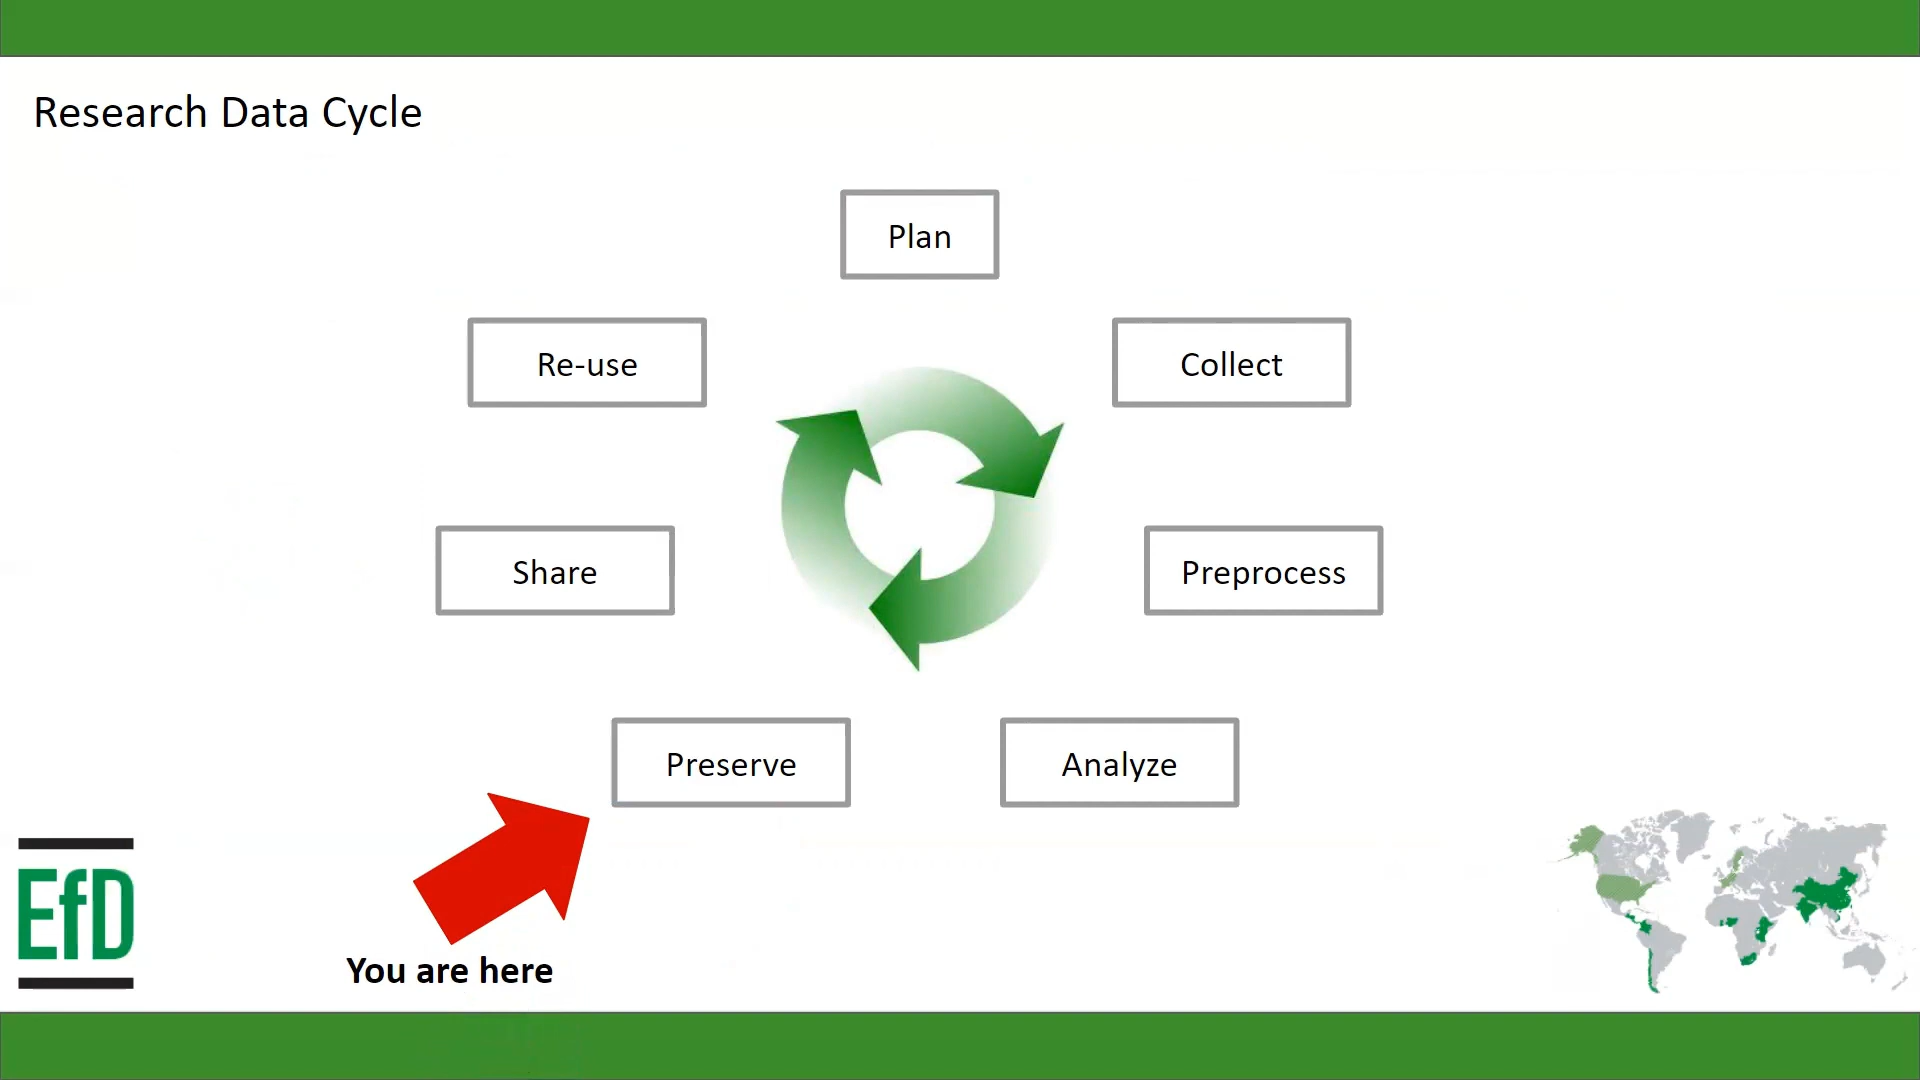 Research Data Cycle
Plan
Re-use
Collect
Share
Preprocess
Preserve
Analyze
EfD
You are here